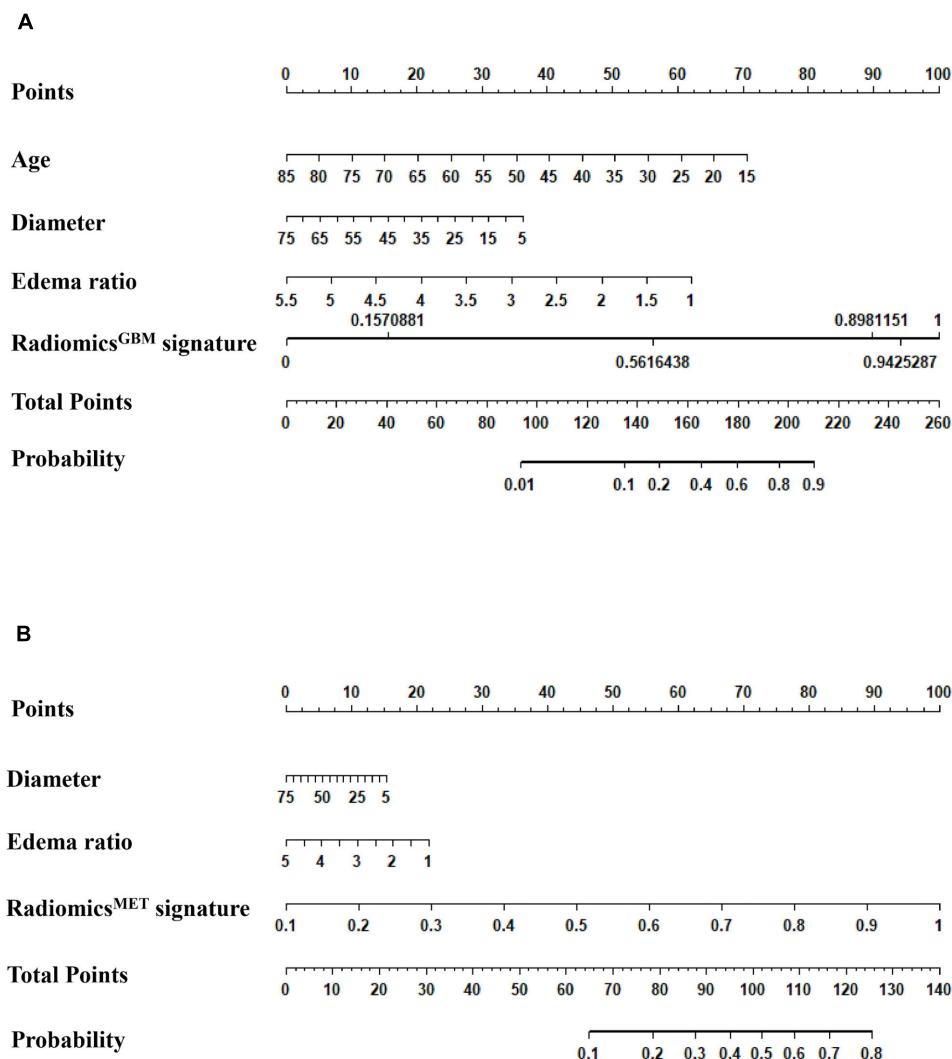 A
Points
0 10 20 30 40 50 60 70 80 90 100
Age
85 80 75 70 65 60 55 50 45 40 35 30 25 20 15
Diameter
75 65 55 45 35 25 15 5
Edema ratio
5.5 5 4.5 4 3.5 3 2.5 2 1.5 1
0.1570881 0.8981151 1
Radiomics^GBM signature
0 0.5616438 0.9425287
Total Points
0 20 40 60 80 100 120 140 160 180 200 220 240 260
Probability
0.01 0.1 0.2 0.4 0.6 0.8 0.9
B
Points
0 10 20 30 40 50 60 70 80 90 100
Diameter
75 50 25 5
Edema ratio
5 4 3 2 1
Radiomics^MET signature
0.1 0.2 0.3 0.4 0.5 0.6 0.7 0.8 0.9 1
Total Points
0 10 20 30 40 50 60 70 80 90 100 110 120 130 140
Probability
0.1 0.2 0.3 0.4 0.5 0.6 0.7 0.8